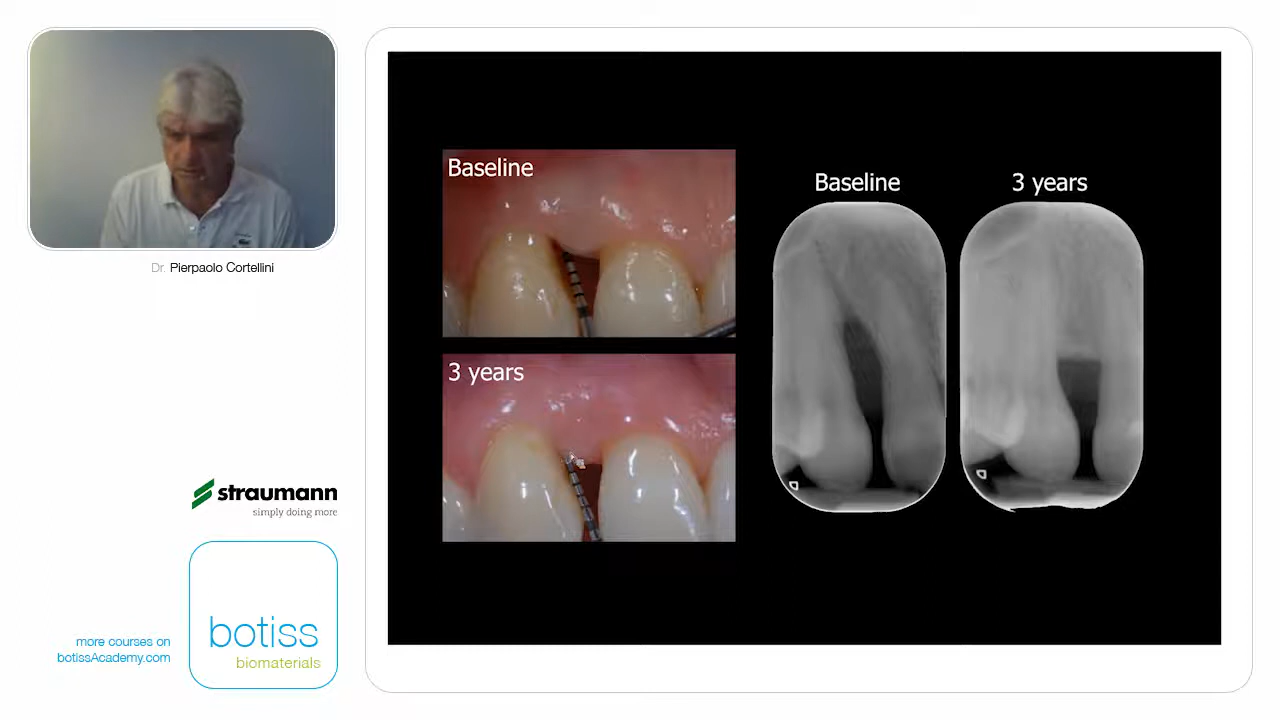 Dr. Pierpaolo Cortellini
straumann
simply doing more
more courses on
botissAcademy.com
botiss
biomaterials
Baseline
3 years
Baseline
3 years